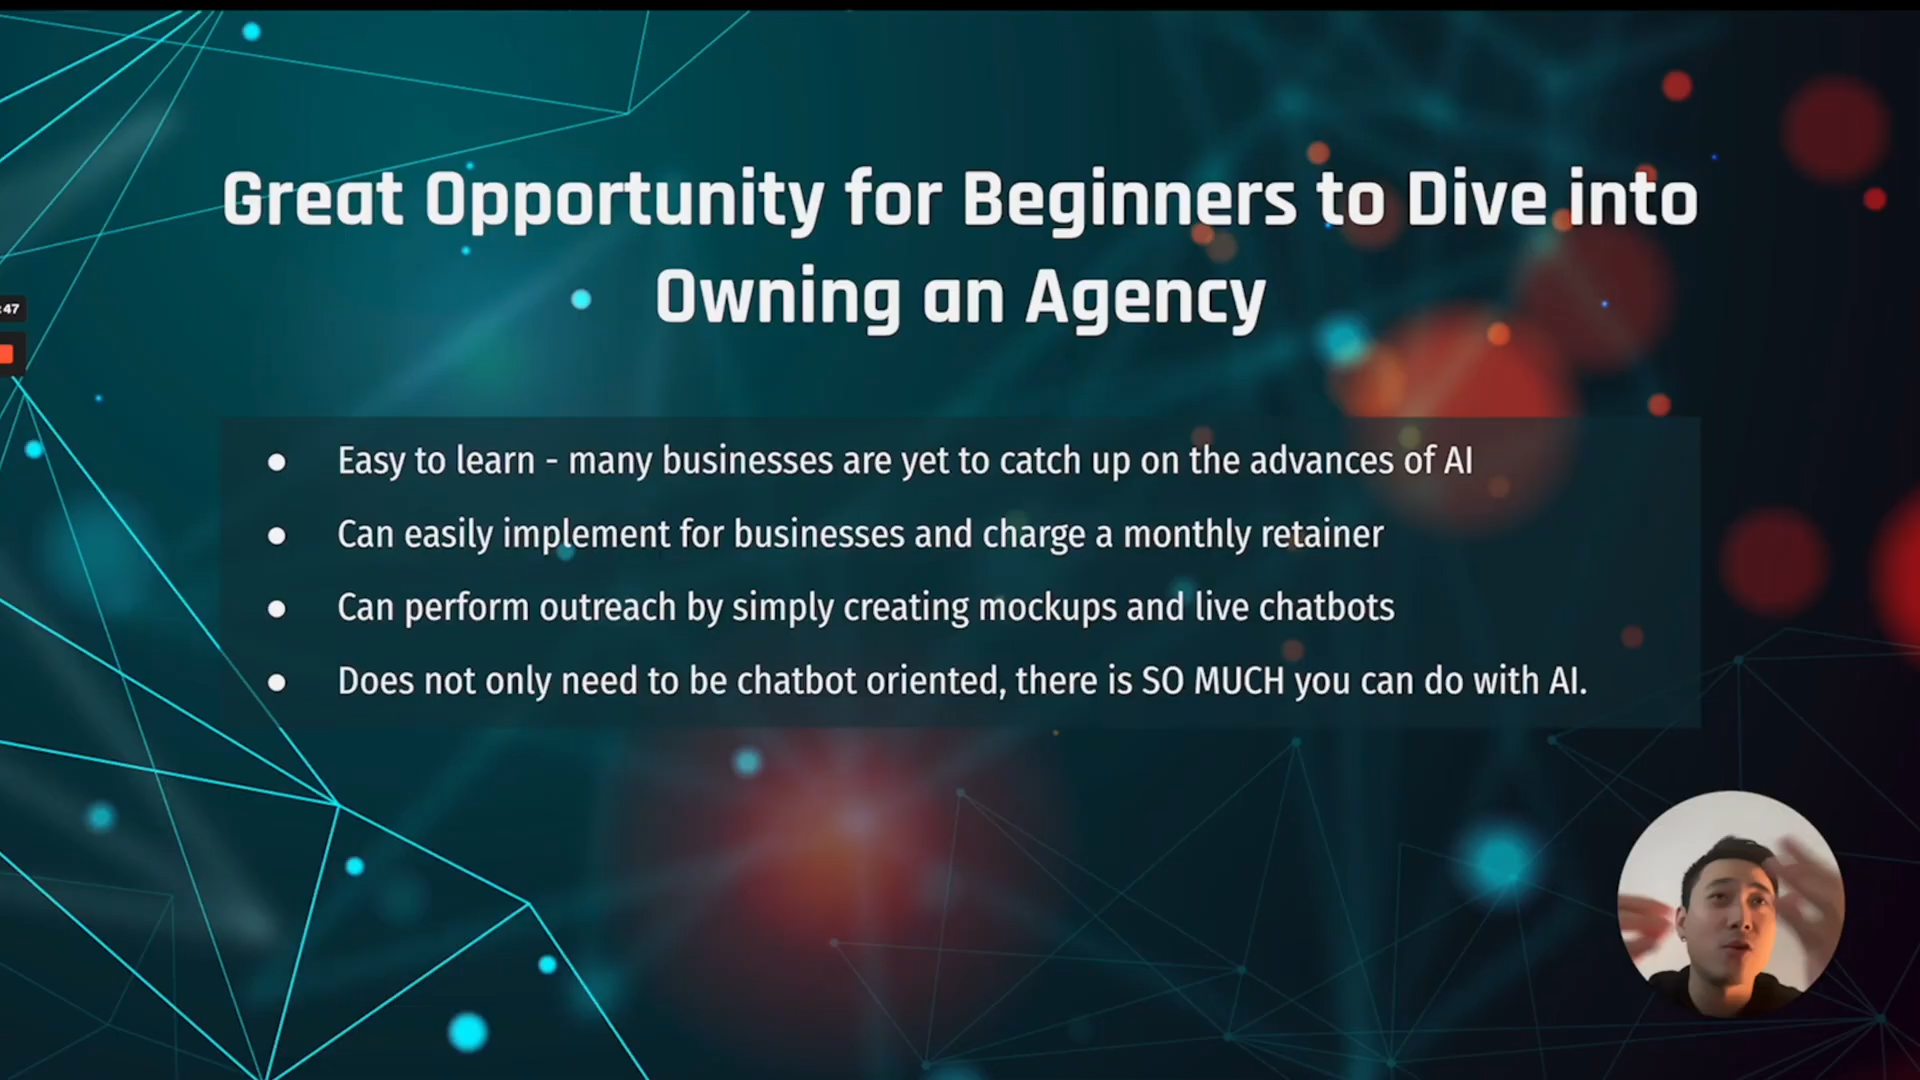 Great Opportunity for Beginners to Dive into
Owning an Agency
:47
● Easy to learn - many businesses are yet to catch up on the advances of AI
● Can easily implement for businesses and charge a monthly retainer
● Can perform outreach by simply creating mockups and live chatbots
● Does not only need to be chatbot oriented, there is SO MUCH you can do with AI.